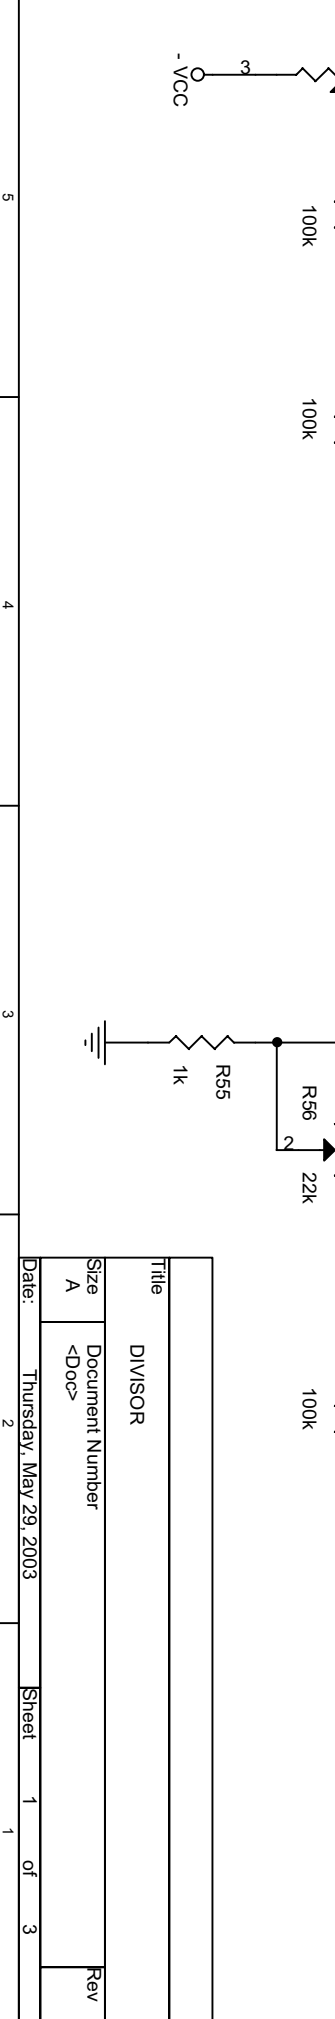 - VCC
3
100k
100k
R55
1k
R56
2
22k
100k
5
4
3
2
1
Title
DIVISOR
Size
A
Document Number
<Doc>
Rev
Date:
Thursday, May 29, 2003
Sheet
1 of 3